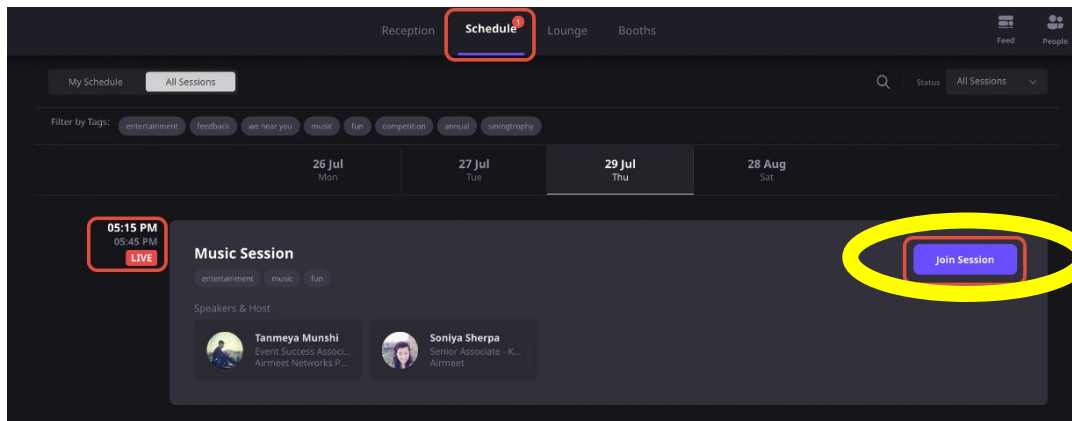 Reception Schedule 1 Lounge Booths
Feed People
My Schedule All Sessions
Status All Sessions
Filter by Tags: entertainment feedback we hear you music fun competition annual siningtrophy
26 Jul 27 Jul 29 Jul 28 Aug
Mon Tue Thu Sat
05:15 PM
05:45 PM
LIVE
Music Session
Join Session
entertainment music fun
Speakers & Host
Tanmeya Munshi
Event Success Associ...
Airmeet Networks P...
Soniya Sherpa
Senior Associate - K...
Airmeet